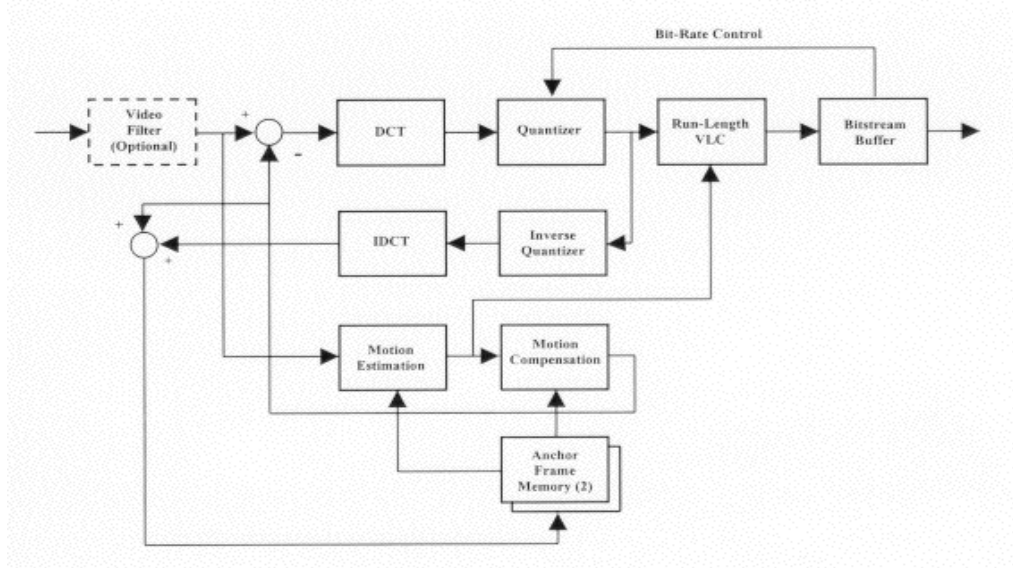 Bit-Rate Control
Video
Filter
(Optional)
+
-
DCT
Quantizer
Run-Length
VLC
Bitstream
Buffer
+
+
IDCT
Inverse
Quantizer
Motion
Estimation
Motion
Compensation
Anchor
Frame
Memory (2)